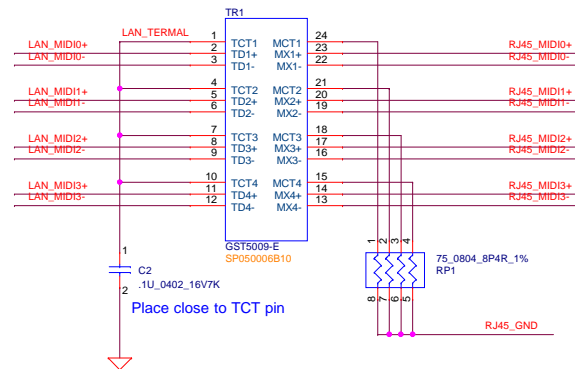 TR1
LAN_TERMAL 1 TCT1 MCT1 24
LAN_MIDI0+ 2 TD1+ MX1+ 23 RJ45_MIDI0+
LAN_MIDI0- 3 TD1- MX1- 22 RJ45_MIDI0-
4 TCT2 MCT2 21
LAN_MIDI1+ 5 TD2+ MX2+ 20 RJ45_MIDI1+
LAN_MIDI1- 6 TD2- MX2- 19 RJ45_MIDI1-
7 TCT3 MCT3 18
LAN_MIDI2+ 8 TD3+ MX3+ 17 RJ45_MIDI2+
LAN_MIDI2- 9 TD3- MX3- 16 RJ45_MIDI2-
10 TCT4 MCT4 15
LAN_MIDI3+ 11 TD4+ MX4+ 14 RJ45_MIDI3+
LAN_MIDI3- 12 TD4- MX4- 13 RJ45_MIDI3-
GST5009-E
SP050006B10
1 2 3 4
1
C2
.1U_0402_16V7K
2
75_0804_8P4R_1%
RP1
8 7 6 5
Place close to TCT pin
RJ45_GND